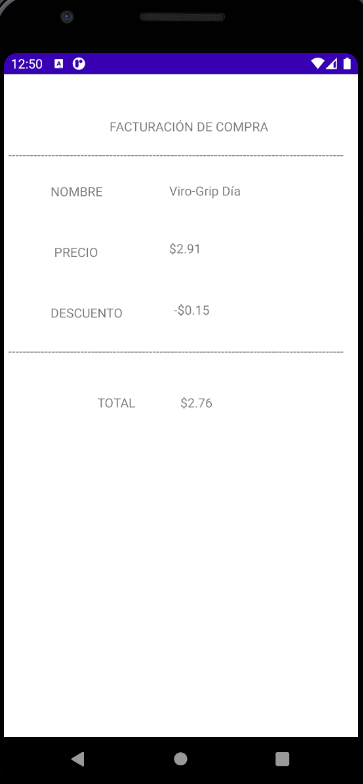 12:50
FACTURACIÓN DE COMPRA
NOMBRE Viro-Grip Día
PRECIO $2.91
DESCUENTO -$0.15
TOTAL $2.76